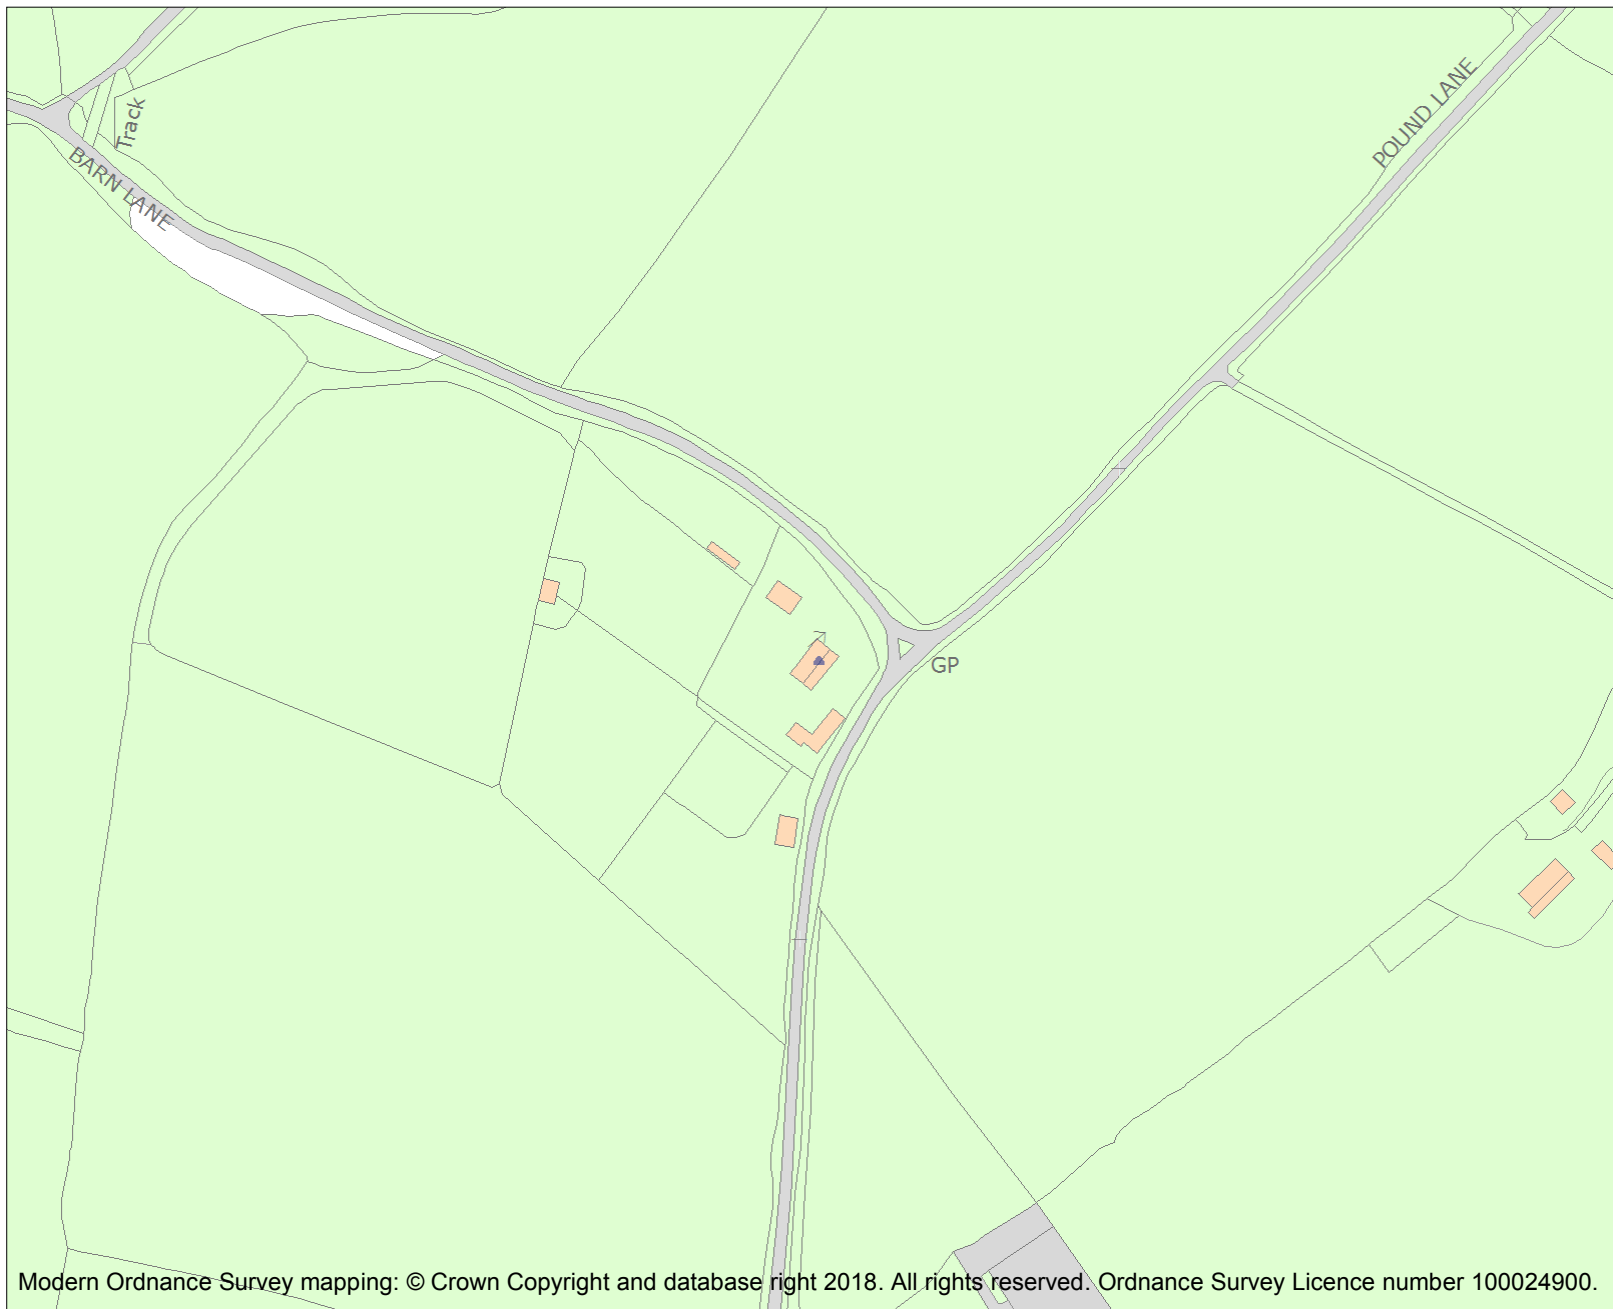 POUND LANE
Track
BARN LANE
GP
Modern Ordnance Survey mapping: © Crown Copyright and database right 2018. All rights reserved. Ordnance Survey Licence number 100024900.